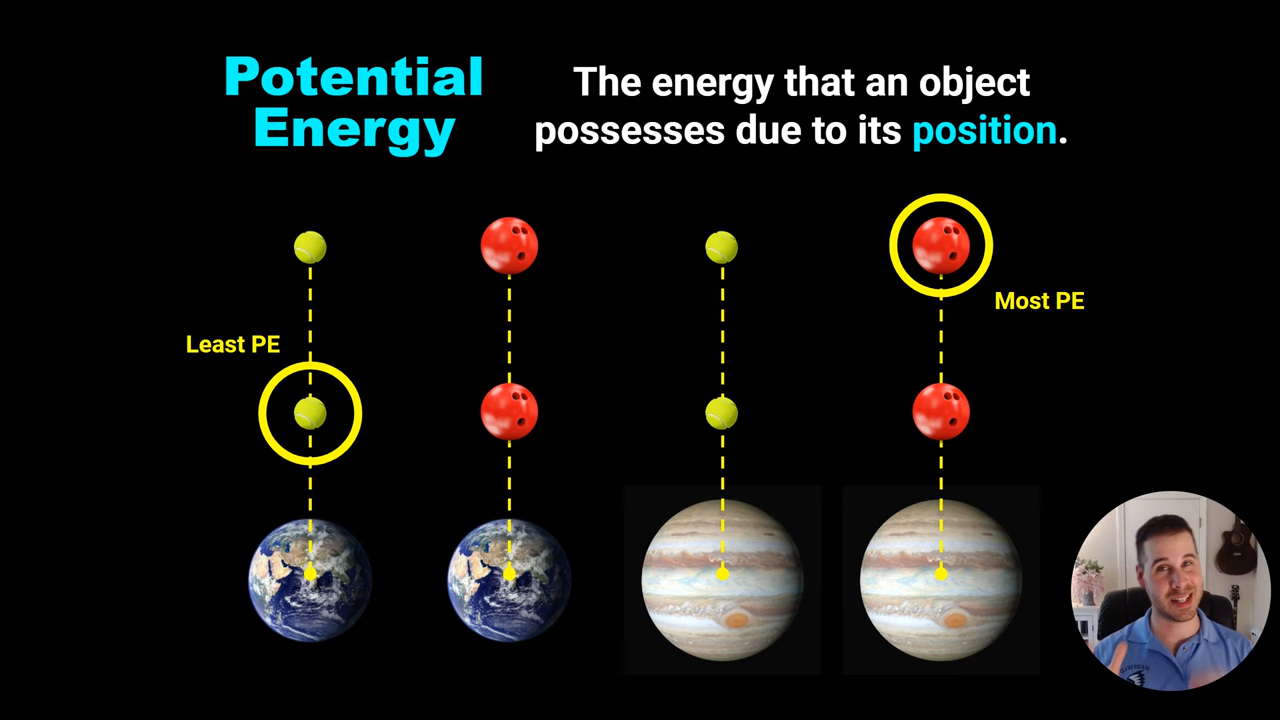 Potential
Energy
The energy that an object
possesses due to its position.
Most PE
Least PE